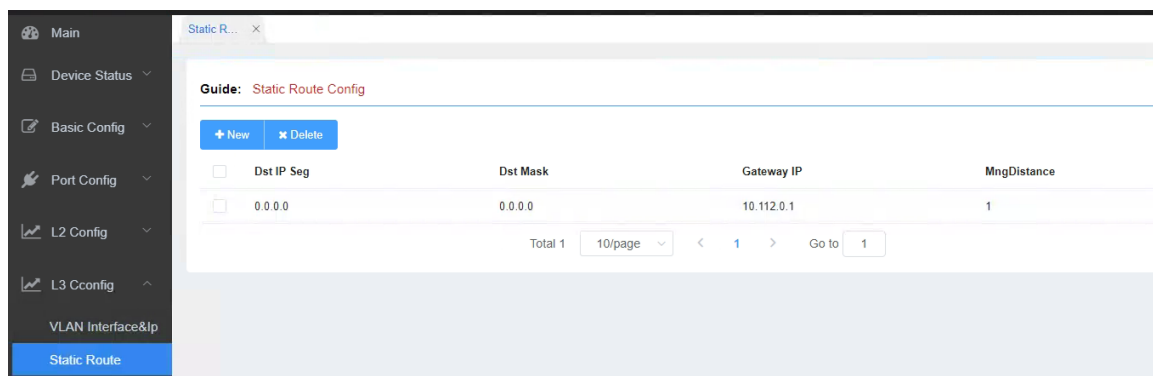 Main
Static R...
Device Status
Guide: Static Route Config
Basic Config
New Delete
Port Config
Dst IP Seg Dst Mask Gateway IP MngDistance
0.0.0.0 0.0.0.0 10.112.0.1 1
L2 Config
Total 1 10/page 1 Go to 1
L3 Cconfig
VLAN Interface&Ip
Static Route